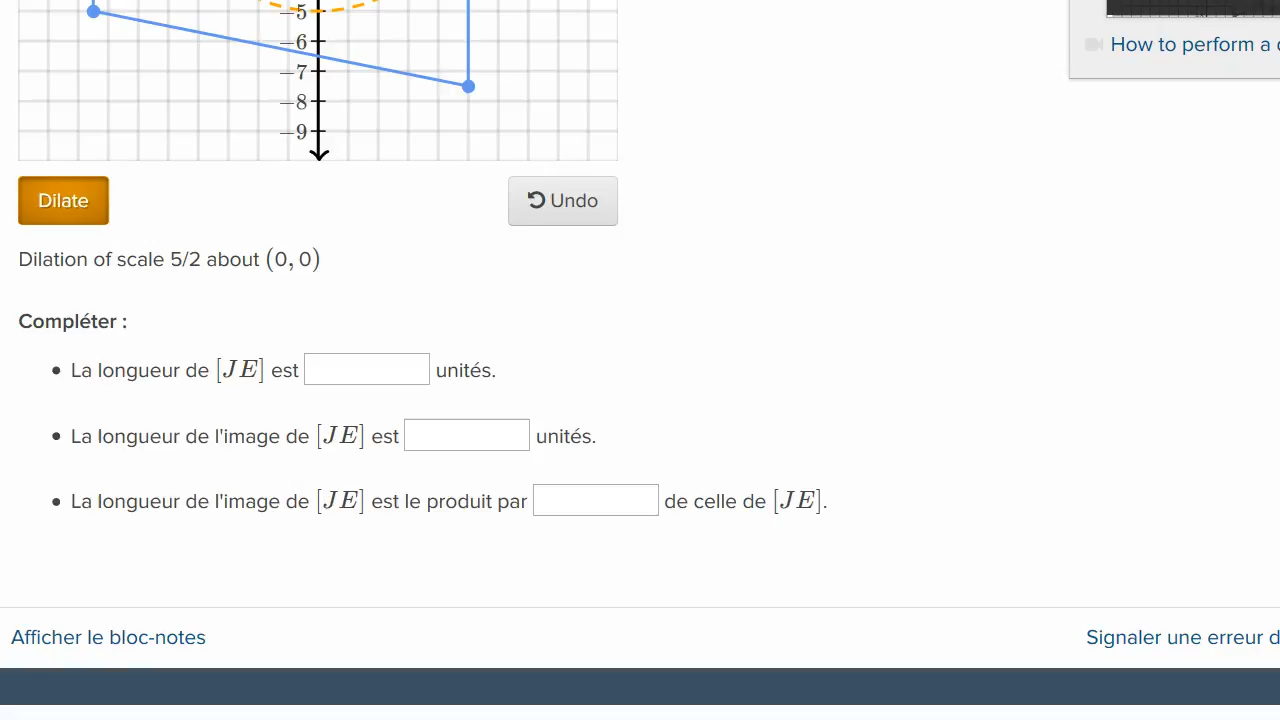 −5
−6
−7
−8
−9
How to perform a
Dilate
Undo
Dilation of scale 5/2 about (0, 0)
Compléter :
• La longueur de [JE] est unités.
• La longueur de l'image de [JE] est unités.
• La longueur de l'image de [JE] est le produit par de celle de [JE].
Afficher le bloc-notes
Signaler une erreur d